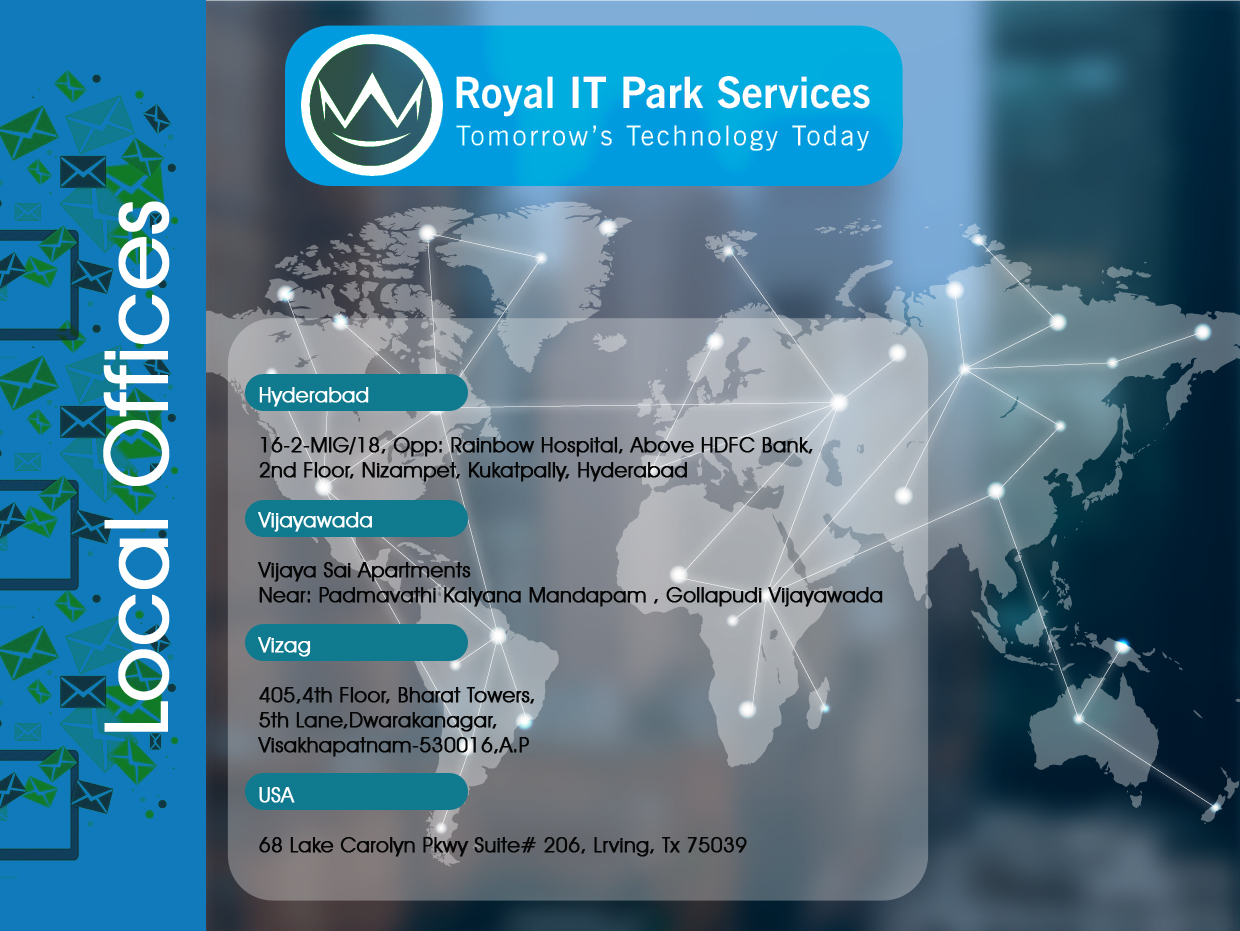 Royal IT Park Services
Tomorrow's Technology Today
Local Offices
Hyderabad
16-2-MIG/18, Opp: Rainbow Hospital, Above HDFC Bank,
2nd Floor, Nizampet, Kukatpally, Hyderabad
Vijayawada
Vijaya Sai Apartments
Near: Padmavathi Kalyana Mandapam , Gollapudi Vijayawada
Vizag
405,4th Floor, Bharat Towers,
5th Lane,Dwarakanagar,
Visakhapatnam-530016,A.P
USA
68 Lake Carolyn Pkwy Suite# 206, Lrving, Tx 75039